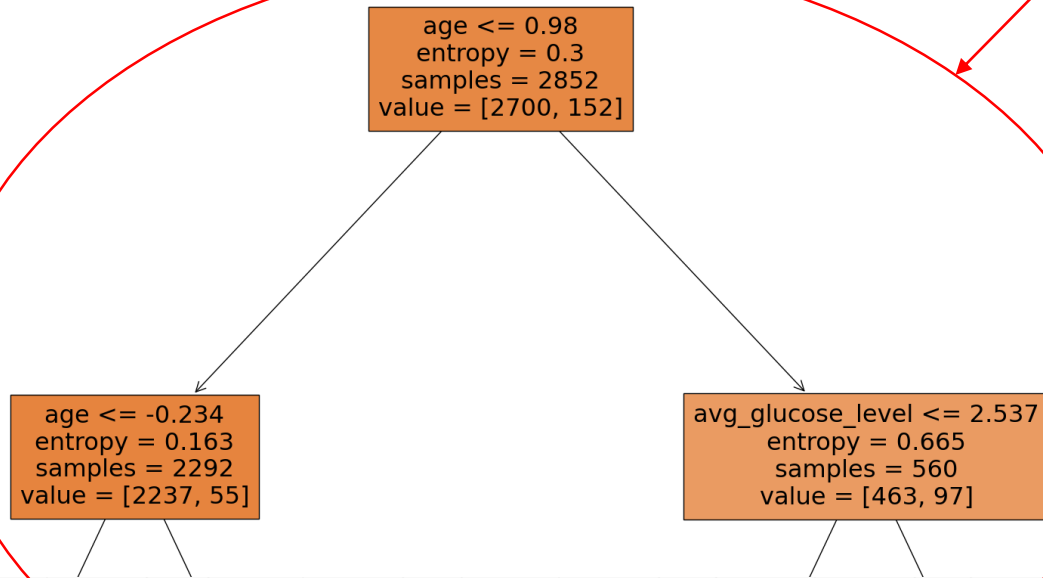 age <= 0.98
entropy = 0.3
samples = 2852
value = [2700, 152]
age <= -0.234
entropy = 0.163
samples = 2292
value = [2237, 55]
avg_glucose_level <= 2.537
entropy = 0.665
samples = 560
value = [463, 97]